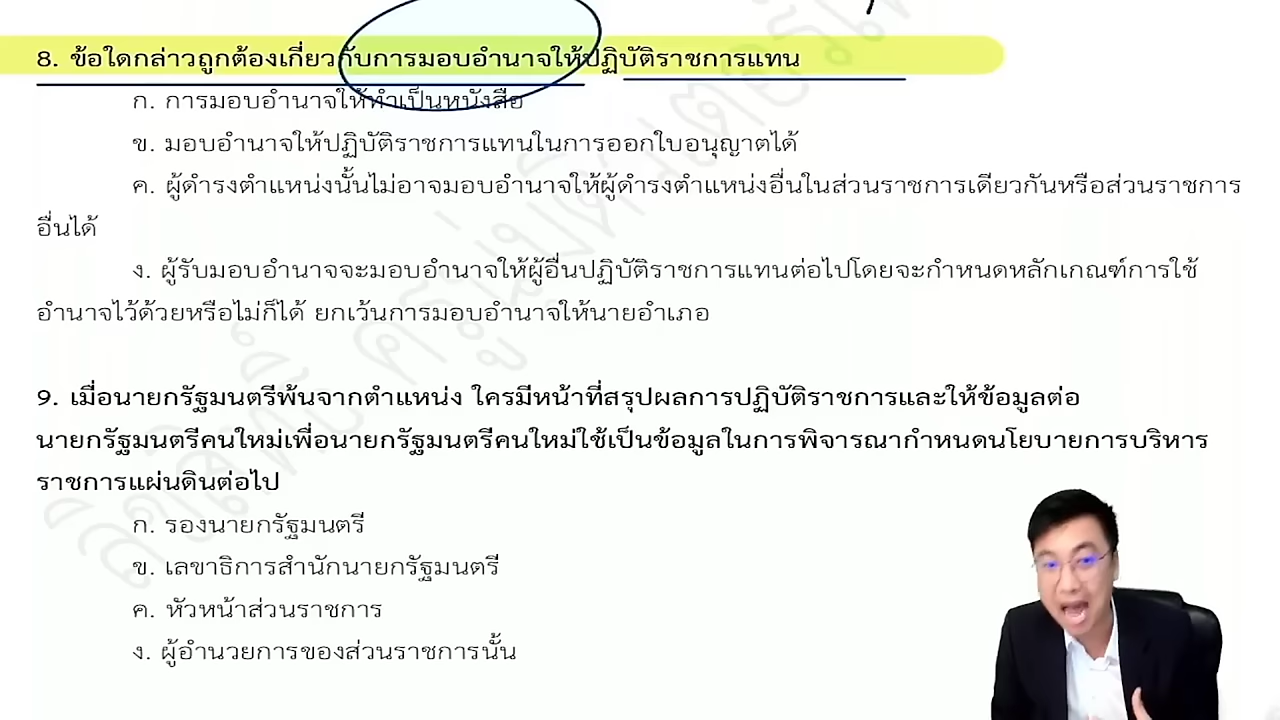 8. ข้อใดกล่าวถูกต้องเกี่ยวกับการมอบอำนาจให้ปฏิบัติราชการแทน
ก. การมอบอำนาจให้ทำเป็นหนังสือ
ข. มอบอำนาจให้ปฏิบัติราชการแทนในการออกใบอนุญาตได้
ค. ผู้ดำรงตำแหน่งนั้นไม่อาจมอบอำนาจให้ผู้ดำรงตำแหน่งอื่นในส่วนราชการเดียวกันหรือส่วนราชการ
อื่นได้
ง. ผู้รับมอบอำนาจจะมอบอำนาจให้ผู้อื่นปฏิบัติราชการแทนต่อไปโดยจะกำหนดหลักเกณฑ์การใช้
อำนาจไว้ด้วยหรือไม่ก็ได้ ยกเว้นการมอบอำนาจให้นายอำเภอ
9. เมื่อนายกรัฐมนตรีพ้นจากตำแหน่ง ใครมีหน้าที่สรุปผลการปฏิบัติราชการและให้ข้อมูลต่อ
นายกรัฐมนตรีคนใหม่เพื่อนายกรัฐมนตรีคนใหม่ใช้เป็นข้อมูลในการพิจารณากำหนดนโยบายการบริหาร
ราชการแผ่นดินต่อไป
ก. รองนายกรัฐมนตรี
ข. เลขาธิการสำนักนายกรัฐมนตรี
ค. หัวหน้าส่วนราชการ
ง. ผู้อำนวยการของส่วนราชการนั้น